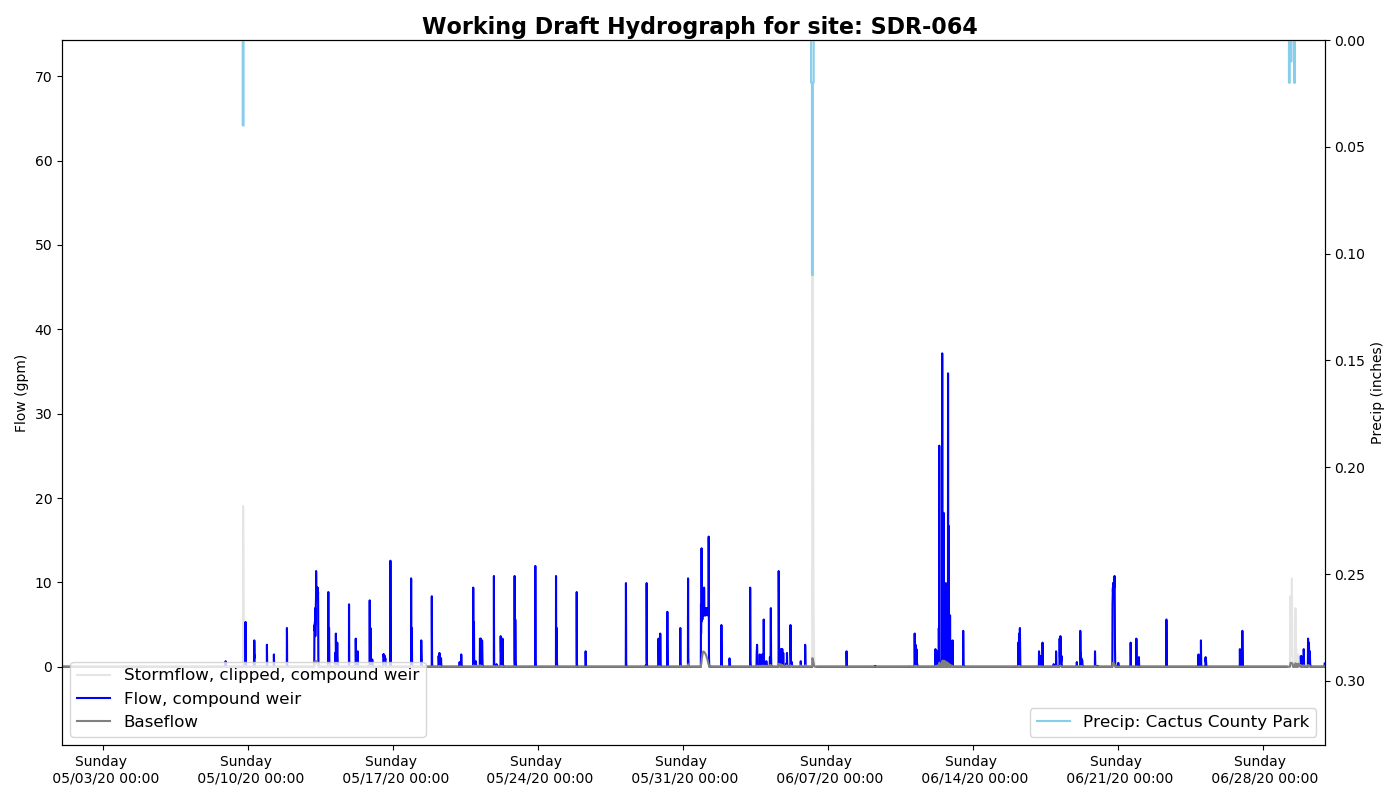 Working Draft Hydrograph for site: SDR-064
70
60
50
40
30
20
10
0
Flow (gpm)
0.00
0.05
0.10
0.15
0.20
0.25
0.30
Precip (inches)
Stormflow, clipped, compound weir
Flow, compound weir
Baseflow
Precip: Cactus County Park
Sunday
05/03/20 00:00
Sunday
05/10/20 00:00
Sunday
05/17/20 00:00
Sunday
05/24/20 00:00
Sunday
05/31/20 00:00
Sunday
06/07/20 00:00
Sunday
06/14/20 00:00
Sunday
06/21/20 00:00
Sunday
06/28/20 00:00